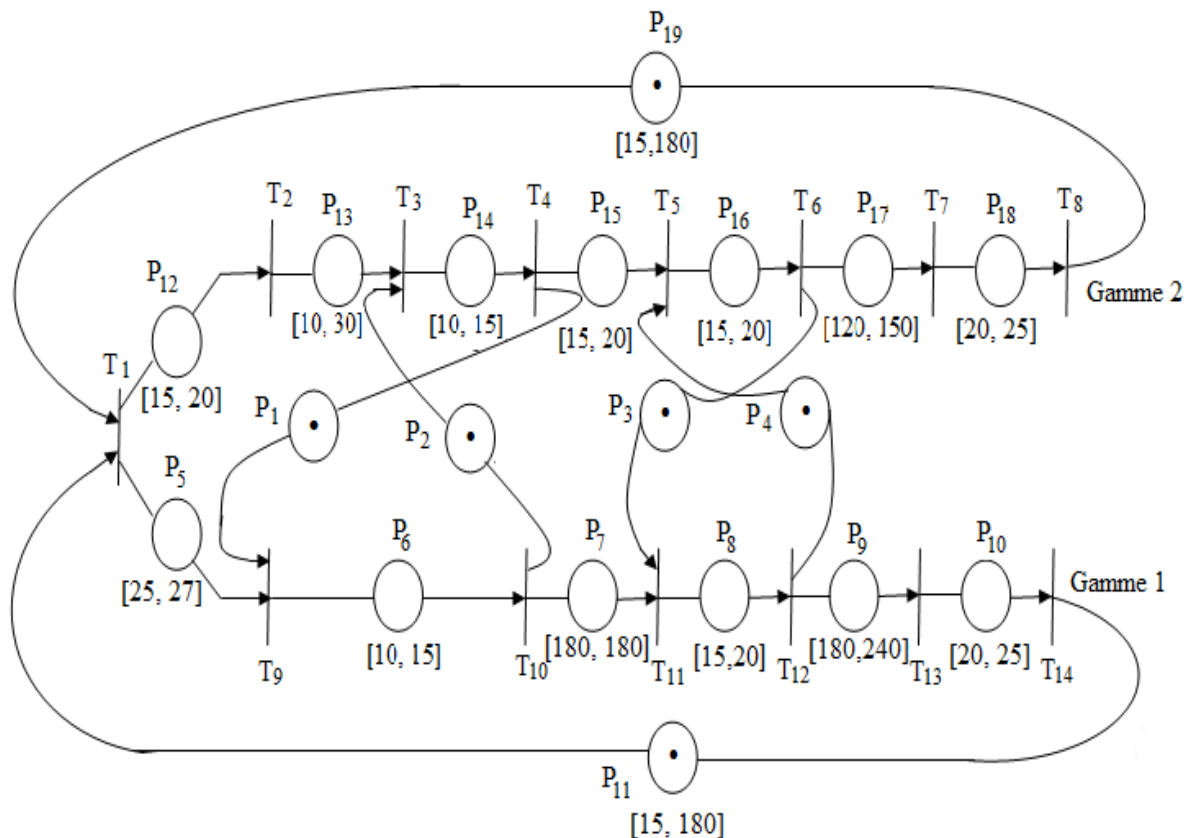 P19
[15,180]
T2
P13
T3
P14
T4
P15
T5
P16
T6
P17
T7
P18
T8
P12
[10, 30]
[10, 15]
[15, 20]
[15, 20]
[120, 150]
[20, 25]
Gamme 2
T1
[15, 20]
P1
P2
P3
P4
P5
[25, 27]
P6
P7
P8
P9
P10
Gamme 1
T9
[10, 15]
T10
[180, 180]
T11
[15,20]
T12
[180,240]
T13
[20, 25]
T14
P11
[15, 180]